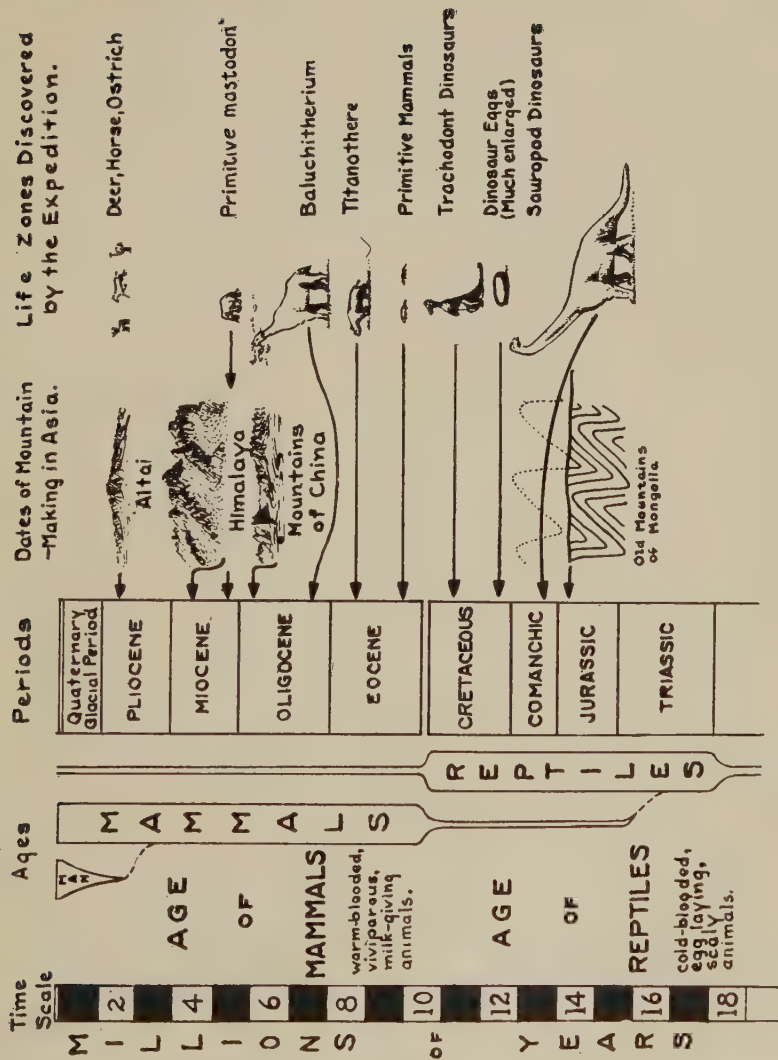 Time
Scale
Ages
Periods
Dates of Mountain
-Making in Asia.
Life Zones Discovered
by the Expedition.
MILLIONS
OF
YEARS
2
4
6
8
10
12
14
16
18
MAN
AGE
OF
MAMMALS
warm-blooded,
viviparous,
milk-giving
animals.
AGE
OF
REPTILES
cold-blooded,
egg laying,
scaly
animals.
MAMMALS
REPTILES
Quaternary
Glacial Period
PLIOCENE
MIOCENE
OLIGOCENE
EOCENE
CRETACEOUS
COMANCHIC
JURASSIC
TRIASSIC
Altai
Himalaya
Mountains
of China
Old Mountains
of Mongolia
Deer, Horse, Ostrich
Primitive mastodon
Baluchitherium
Titanothere
Primitive Mammals
Trachodont Dinosaurs
Dinosaur Eggs
(Much enlarged)
Sauropod Dinosaurs